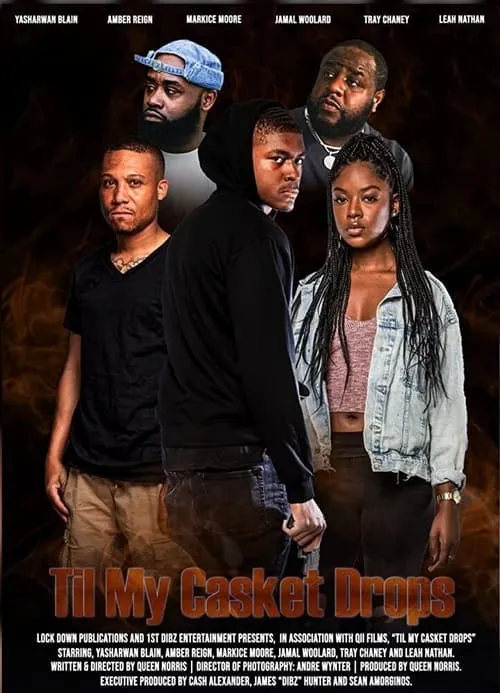 YASHARWAN BLAIN AMBER REIGN MARKICE MOORE JAMAL WOOLARD TRAY CHANEY LEAH NATHAN
Til My Casket Drops
LOCK DOWN PUBLICATIONS AND 1ST DIBZ ENTERTAINMENT PRESENTS, IN ASSOCIATION WITH QII FILMS, "TIL MY CASKET DROPS"
STARRING, YASHARWAN BLAIN, AMBER REIGN, MARKICE MOORE, JAMAL WOOLARD, TRAY CHANEY AND LEAH NATHAN.
WRITTEN & DIRECTED BY QUEEN NORRIS | DIRECTOR OF PHOTOGRAPHY: ANDRE WYNTER | PRODUCED BY QUEEN NORRIS.
EXECUTIVE PRODUCED BY CASH ALEXANDER, JAMES "DIBZ" HUNTER AND SEAN AMORGINOS.